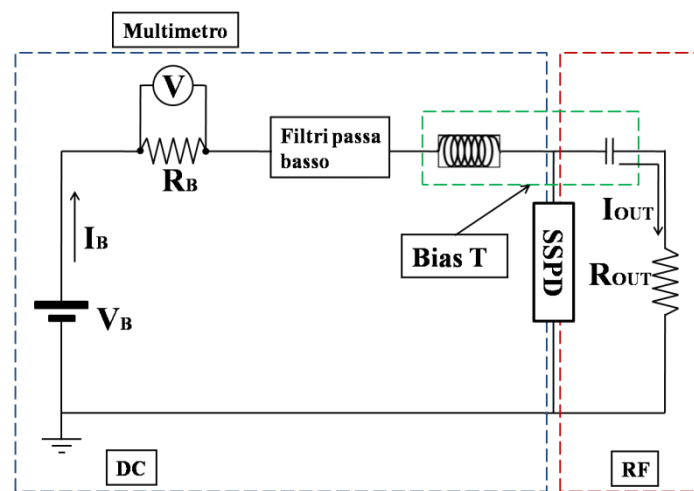 Multimetro
V
Filtri passa
basso
RB
IB
Bias T
SSPD
IOUT
ROUT
VB
DC
RF